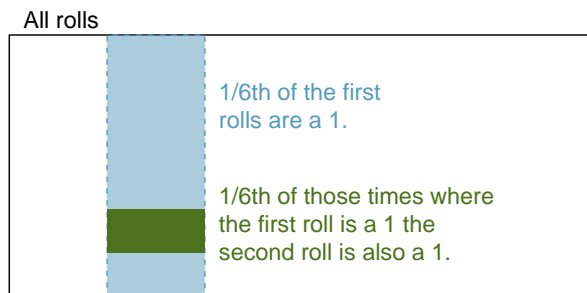 All rolls
1/6th of the first
rolls are a 1.
1/6th of those times where
the first roll is a 1 the
second roll is also a 1.